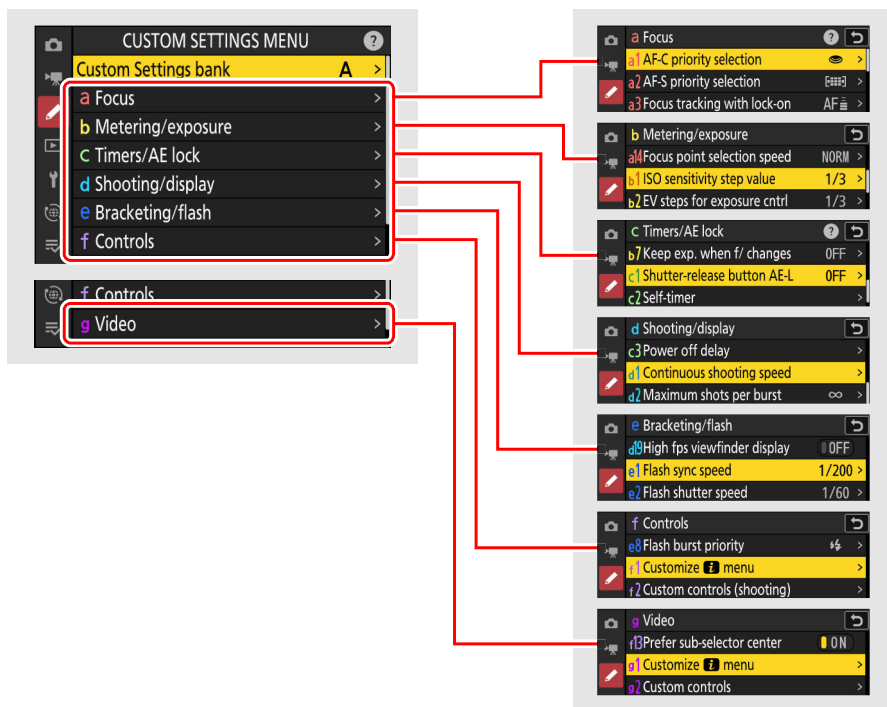 CUSTOM SETTINGS MENU ?
Custom Settings bank A >
a Focus >
b Metering/exposure >
c Timers/AE lock >
d Shooting/display >
e Bracketing/flash >
f Controls >
f Controls >
g Video >
a Focus ?
a1 AF-C priority selection >
a2 AF-S priority selection >
a3 Focus tracking with lock-on AF >
b Metering/exposure
a14 Focus point selection speed NORM >
b1 ISO sensitivity step value 1/3 >
b2 EV steps for exposure cntrl 1/3 >
c Timers/AE lock ?
b7 Keep exp. when f/ changes OFF >
c1 Shutter-release button AE-L OFF >
c2 Self-timer >
d Shooting/display
c3 Power off delay >
d1 Continuous shooting speed >
d2 Maximum shots per burst ∞ >
e Bracketing/flash
d19 High fps viewfinder display OFF
e1 Flash sync speed 1/200 >
e2 Flash shutter speed 1/60 >
f Controls
e8 Flash burst priority >
f1 Customize i menu >
f2 Custom controls (shooting) >
g Video
f13 Prefer sub-selector center ON
g1 Customize i menu >
g2 Custom controls >